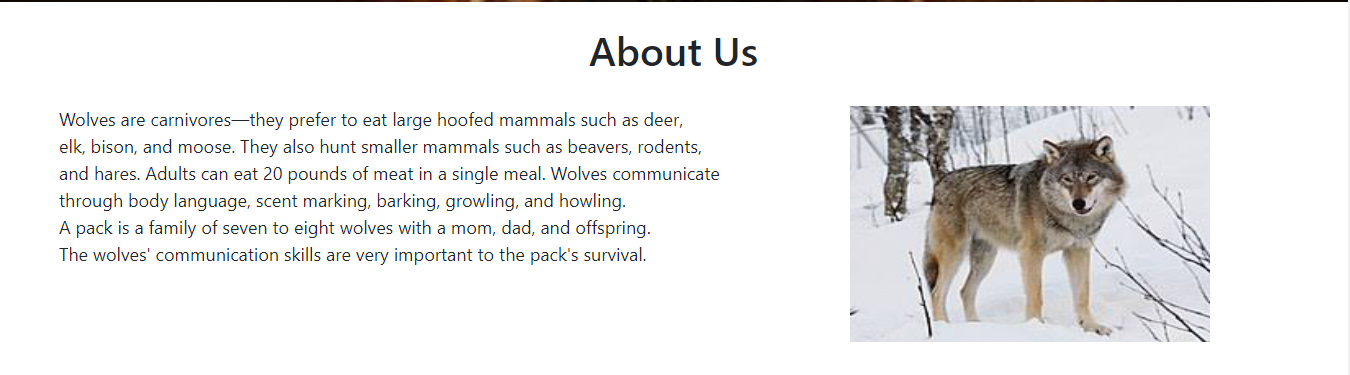 About Us
Wolves are carnivores—they prefer to eat large hoofed mammals such as deer,
elk, bison, and moose. They also hunt smaller mammals such as beavers, rodents,
and hares. Adults can eat 20 pounds of meat in a single meal. Wolves communicate
through body language, scent marking, barking, growling, and howling.
A pack is a family of seven to eight wolves with a mom, dad, and offspring.
The wolves' communication skills are very important to the pack's survival.